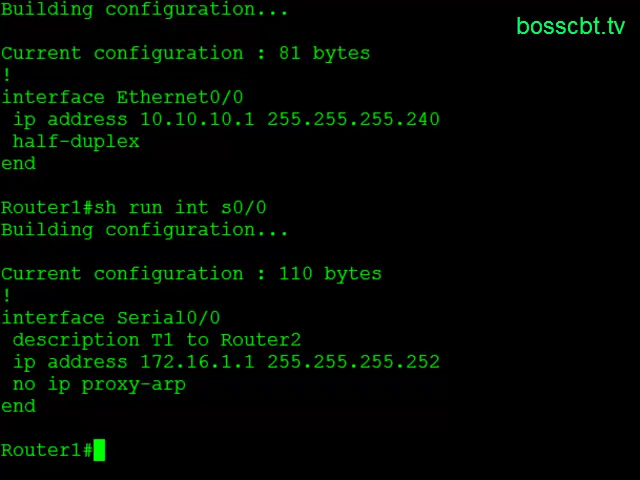 Building configuration...
bosscbt.tv
Current configuration : 81 bytes
!
interface Ethernet0/0
 ip address 10.10.10.1 255.255.255.240
 half-duplex
end
Router1#sh run int s0/0
Building configuration...
Current configuration : 110 bytes
!
interface Serial0/0
 description T1 to Router2
 ip address 172.16.1.1 255.255.255.252
 no ip proxy-arp
end
Router1#